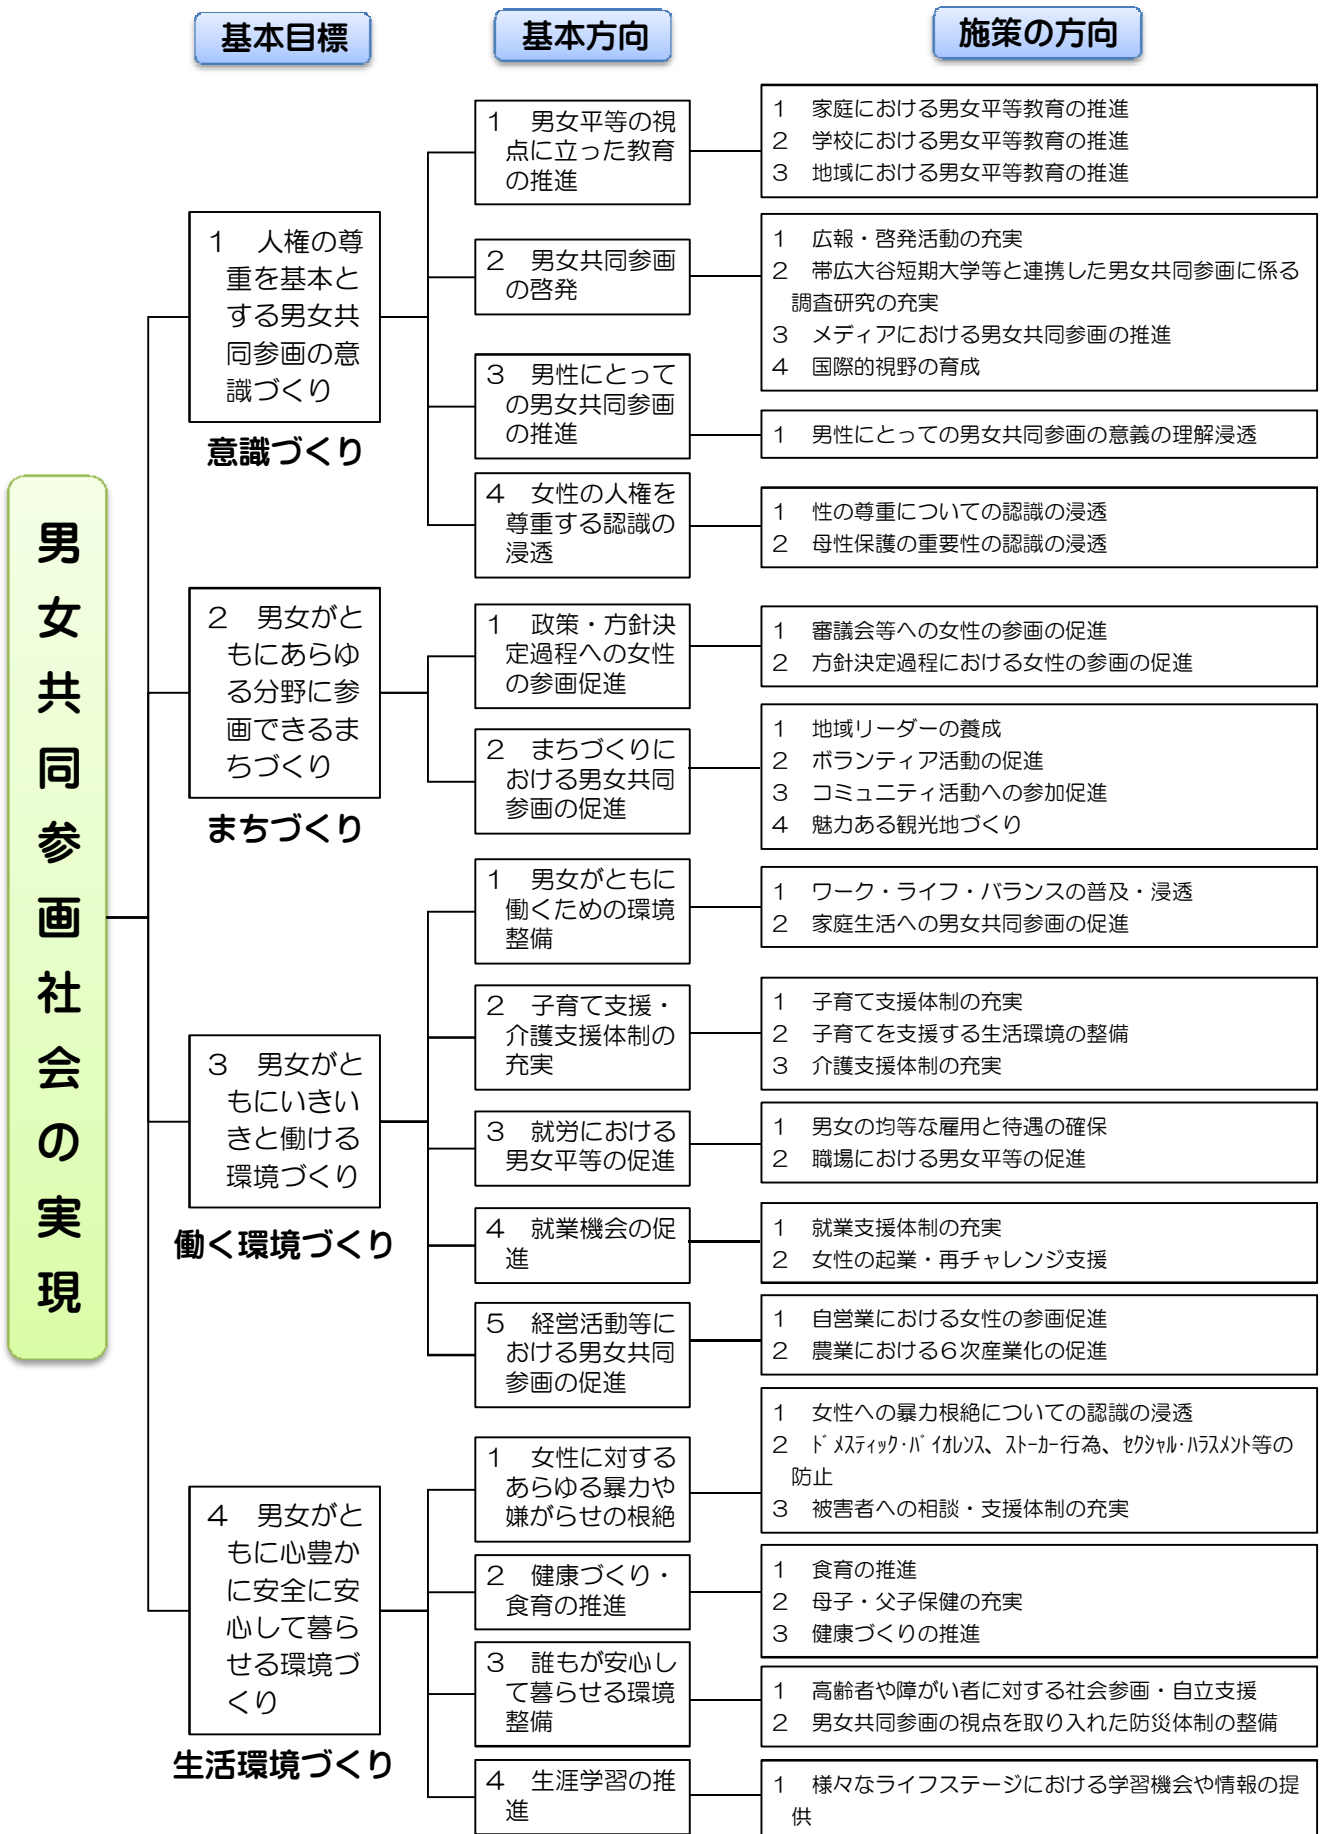 基本目標
基本方向
施策の方向
男女共同参画社会の実現
1　人権の尊
重を基本と
する男女共
同参画の意
識づくり
意識づくり
1　男女平等の視
点に立った教育
の推進
1　家庭における男女平等教育の推進
2　学校における男女平等教育の推進
3　地域における男女平等教育の推進
2　男女共同参画
の啓発
1　広報・啓発活動の充実
2　帯広大谷短期大学等と連携した男女共同参画に係る
調査研究の充実
3　メディアにおける男女共同参画の推進
4　国際的視野の育成
3　男性にとって
の男女共同参画
の推進
1　男性にとっての男女共同参画の意義の理解浸透
4　女性の人権を
尊重する認識の
浸透
1　性の尊重についての認識の浸透
2　母性保護の重要性の認識の浸透
2　男女がと
もにあらゆ
る分野に参
画できるま
ちづくり
まちづくり
1　政策・方針決
定過程への女性
の参画促進
1　審議会等への女性の参画の促進
2　方針決定過程における女性の参画の促進
2　まちづくりに
おける男女共同
参画の促進
1　地域リーダーの養成
2　ボランティア活動の促進
3　コミュニティ活動への参加促進
4　魅力ある観光地づくり
3　男女がと
もにいきい
きと働ける
環境づくり
働く環境づくり
1　男女がともに
働くための環境
整備
1　ワーク・ライフ・バランスの普及・浸透
2　家庭生活への男女共同参画の促進
2　子育て支援・
介護支援体制の
充実
1　子育て支援体制の充実
2　子育てを支援する生活環境の整備
3　介護支援体制の充実
3　就労における
男女平等の促進
1　男女の均等な雇用と待遇の確保
2　職場における男女平等の促進
4　就業機会の促
進
1　就業支援体制の充実
2　女性の起業・再チャレンジ支援
5　経営活動等に
おける男女共同
参画の促進
1　自営業における女性の参画促進
2　農業における6次産業化の促進
4　男女がと
もに心豊か
に安全に安
心して暮ら
せる環境づ
くり
生活環境づくり
1　女性に対する
あらゆる暴力や
嫌がらせの根絶
1　女性への暴力根絶についての認識の浸透
2　ﾄﾞﾒｽﾃｨｯｸ・ﾊﾞｲｵﾚﾝｽ、ｽﾄｰｶｰ行為、ｾｸｼｬﾙ・ﾊﾗｽﾒﾝﾄ等の
防止
3　被害者への相談・支援体制の充実
2　健康づくり・
食育の推進
1　食育の推進
2　母子・父子保健の充実
3　健康づくりの推進
3　誰もが安心し
て暮らせる環境
整備
1　高齢者や障がい者に対する社会参画・自立支援
2　男女共同参画の視点を取り入れた防災体制の整備
4　生涯学習の推
進
1　様々なライフステージにおける学習機会や情報の提
供